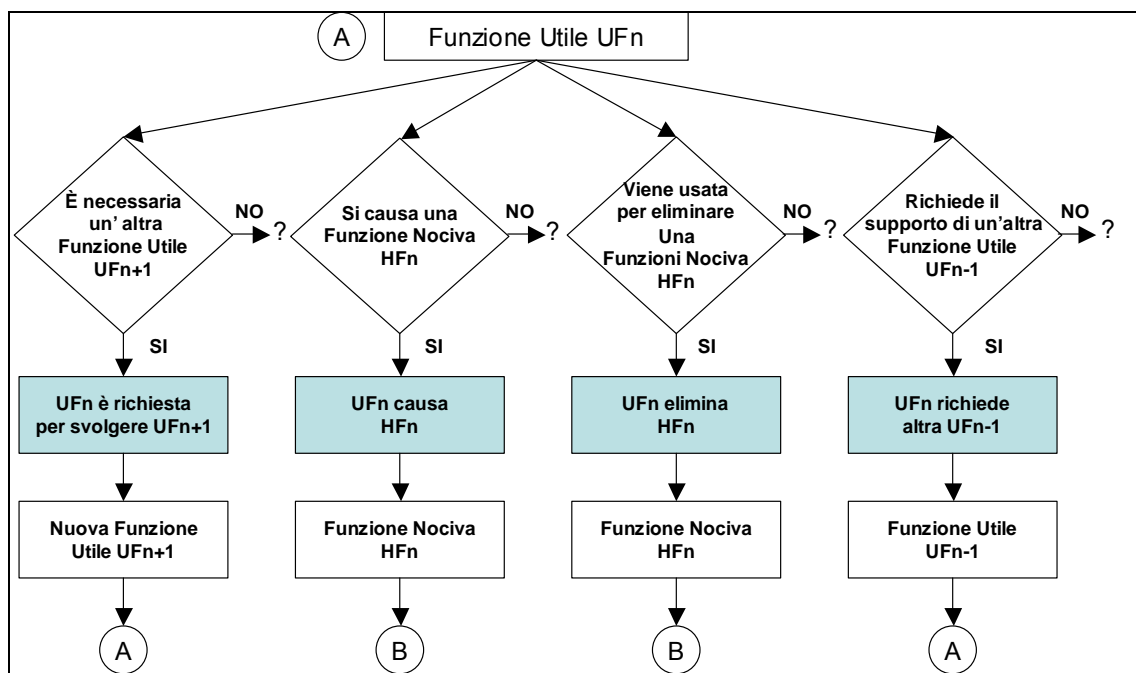 A
Funzione Utile UFn
È necessaria
un' altra
Funzione Utile
UFn+1
NO
?
SI
UFn è richiesta
per svolgere UFn+1
Nuova Funzione
Utile UFn+1
A
Si causa una
Funzione Nociva
HFn
NO
?
SI
UFn causa
HFn
Funzione Nociva
HFn
B
Viene usata
per eliminare
Una
Funzioni Nociva
HFn
NO
?
SI
UFn elimina
HFn
Funzione Nociva
HFn
B
Richiede il
supporto di un'altra
Funzione Utile
UFn-1
NO
?
SI
UFn richiede
altra UFn-1
Funzione Utile
UFn-1
A